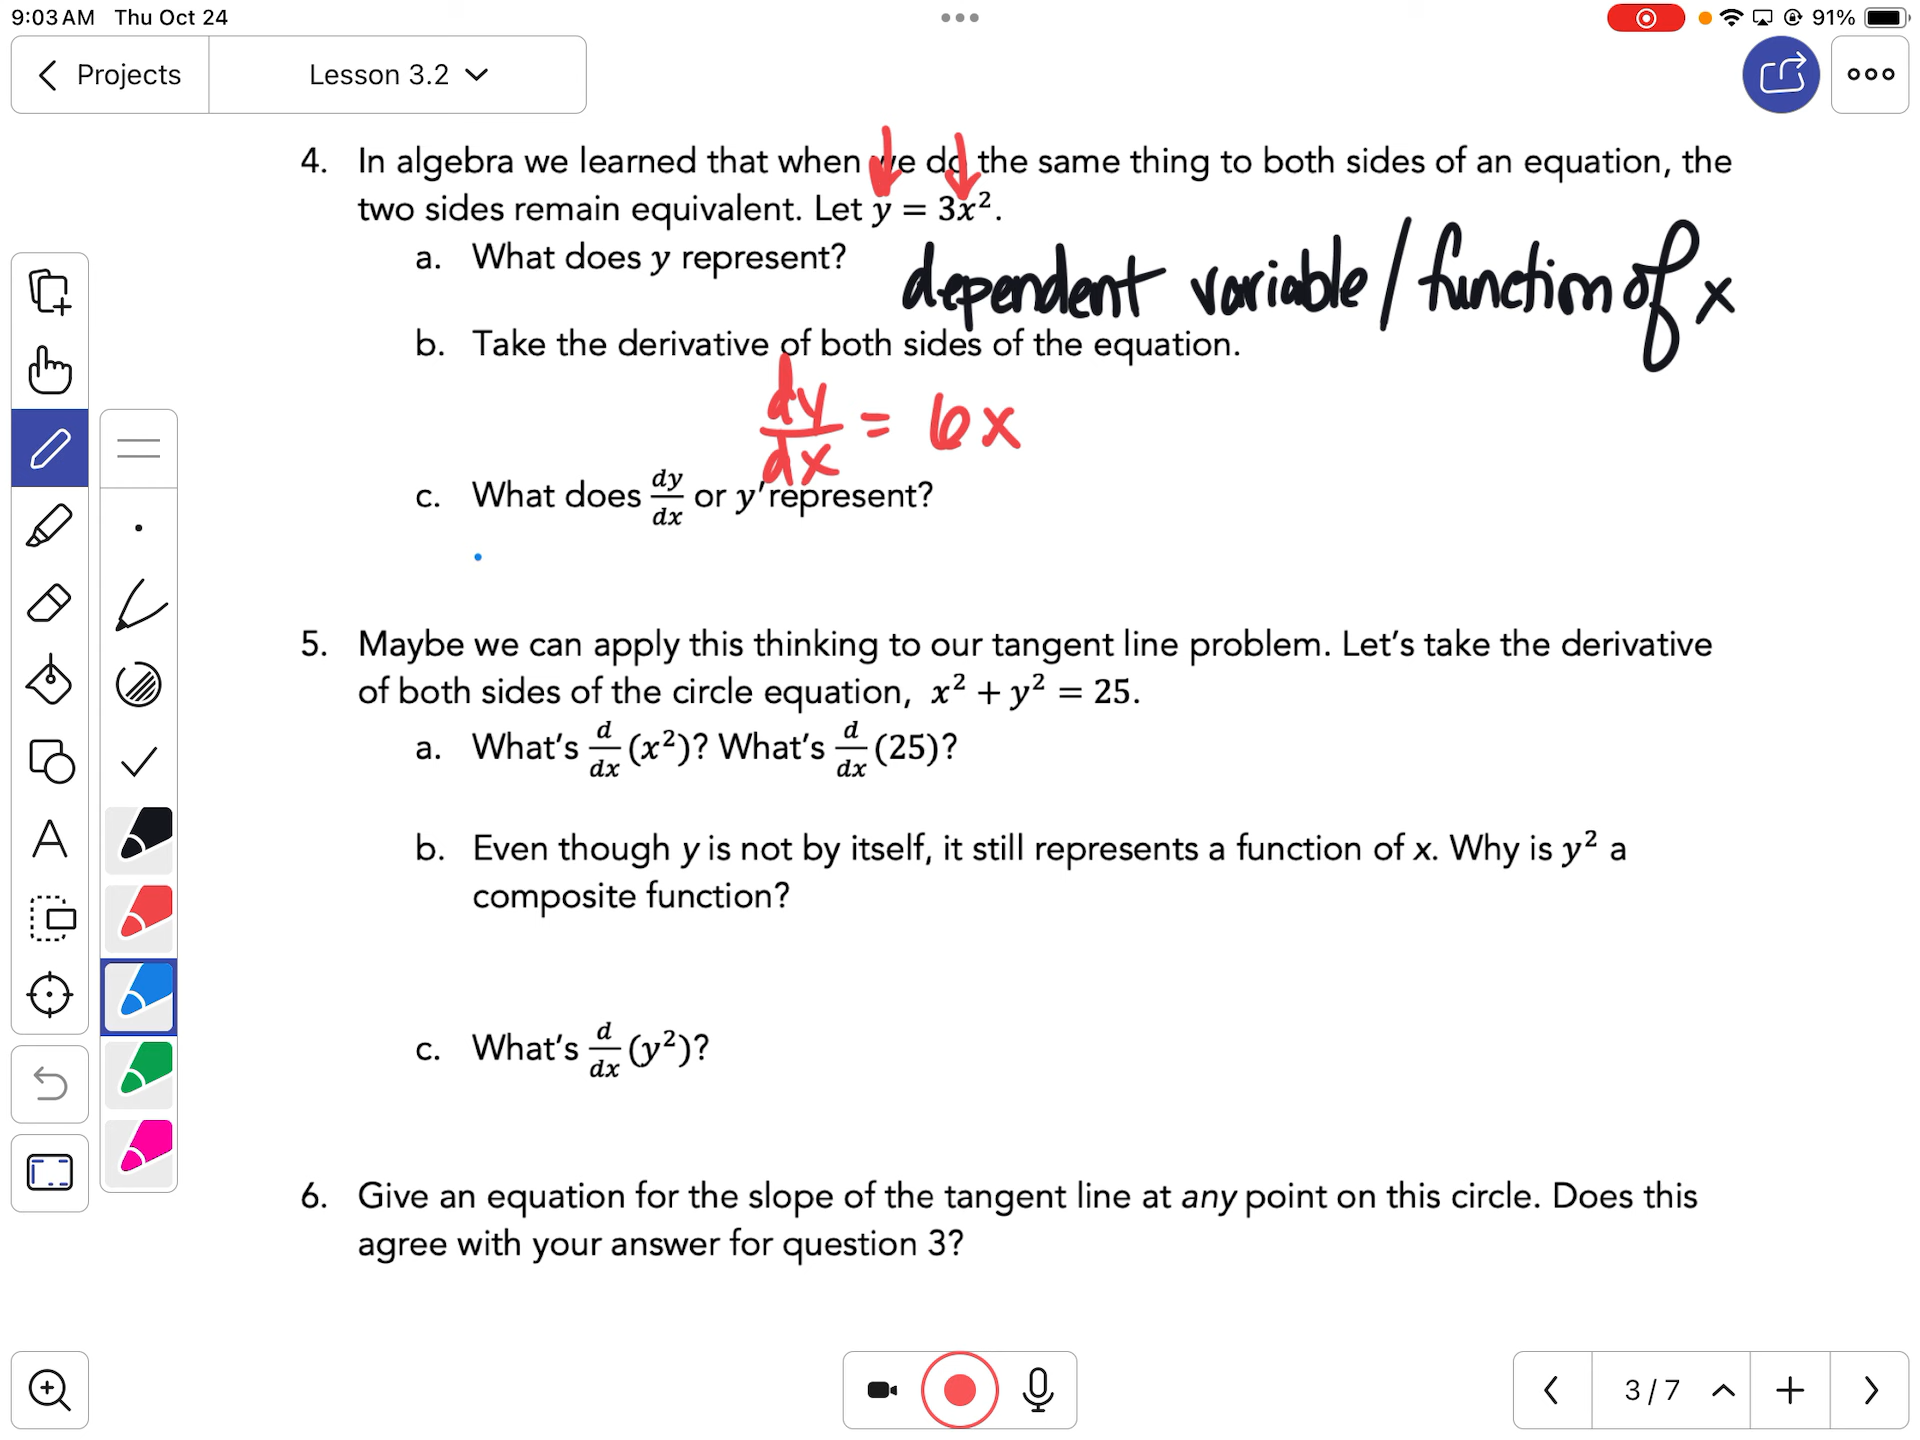 9:03 AM Thu Oct 24
91%
Projects
Lesson 3.2
4. In algebra we learned that when we do the same thing to both sides of an equation, the
two sides remain equivalent. Let y = 3x².
a. What does y represent?
dependent variable / function of x
b. Take the derivative of both sides of the equation.
dy/dx = 6x
c. What does dy/dx or y' represent?
5. Maybe we can apply this thinking to our tangent line problem. Let's take the derivative
of both sides of the circle equation, x² + y² = 25.
a. What's d/dx (x²)? What's d/dx (25)?
b. Even though y is not by itself, it still represents a function of x. Why is y² a
composite function?
c. What's d/dx (y²)?
6. Give an equation for the slope of the tangent line at any point on this circle. Does this
agree with your answer for question 3?
A
3 / 7